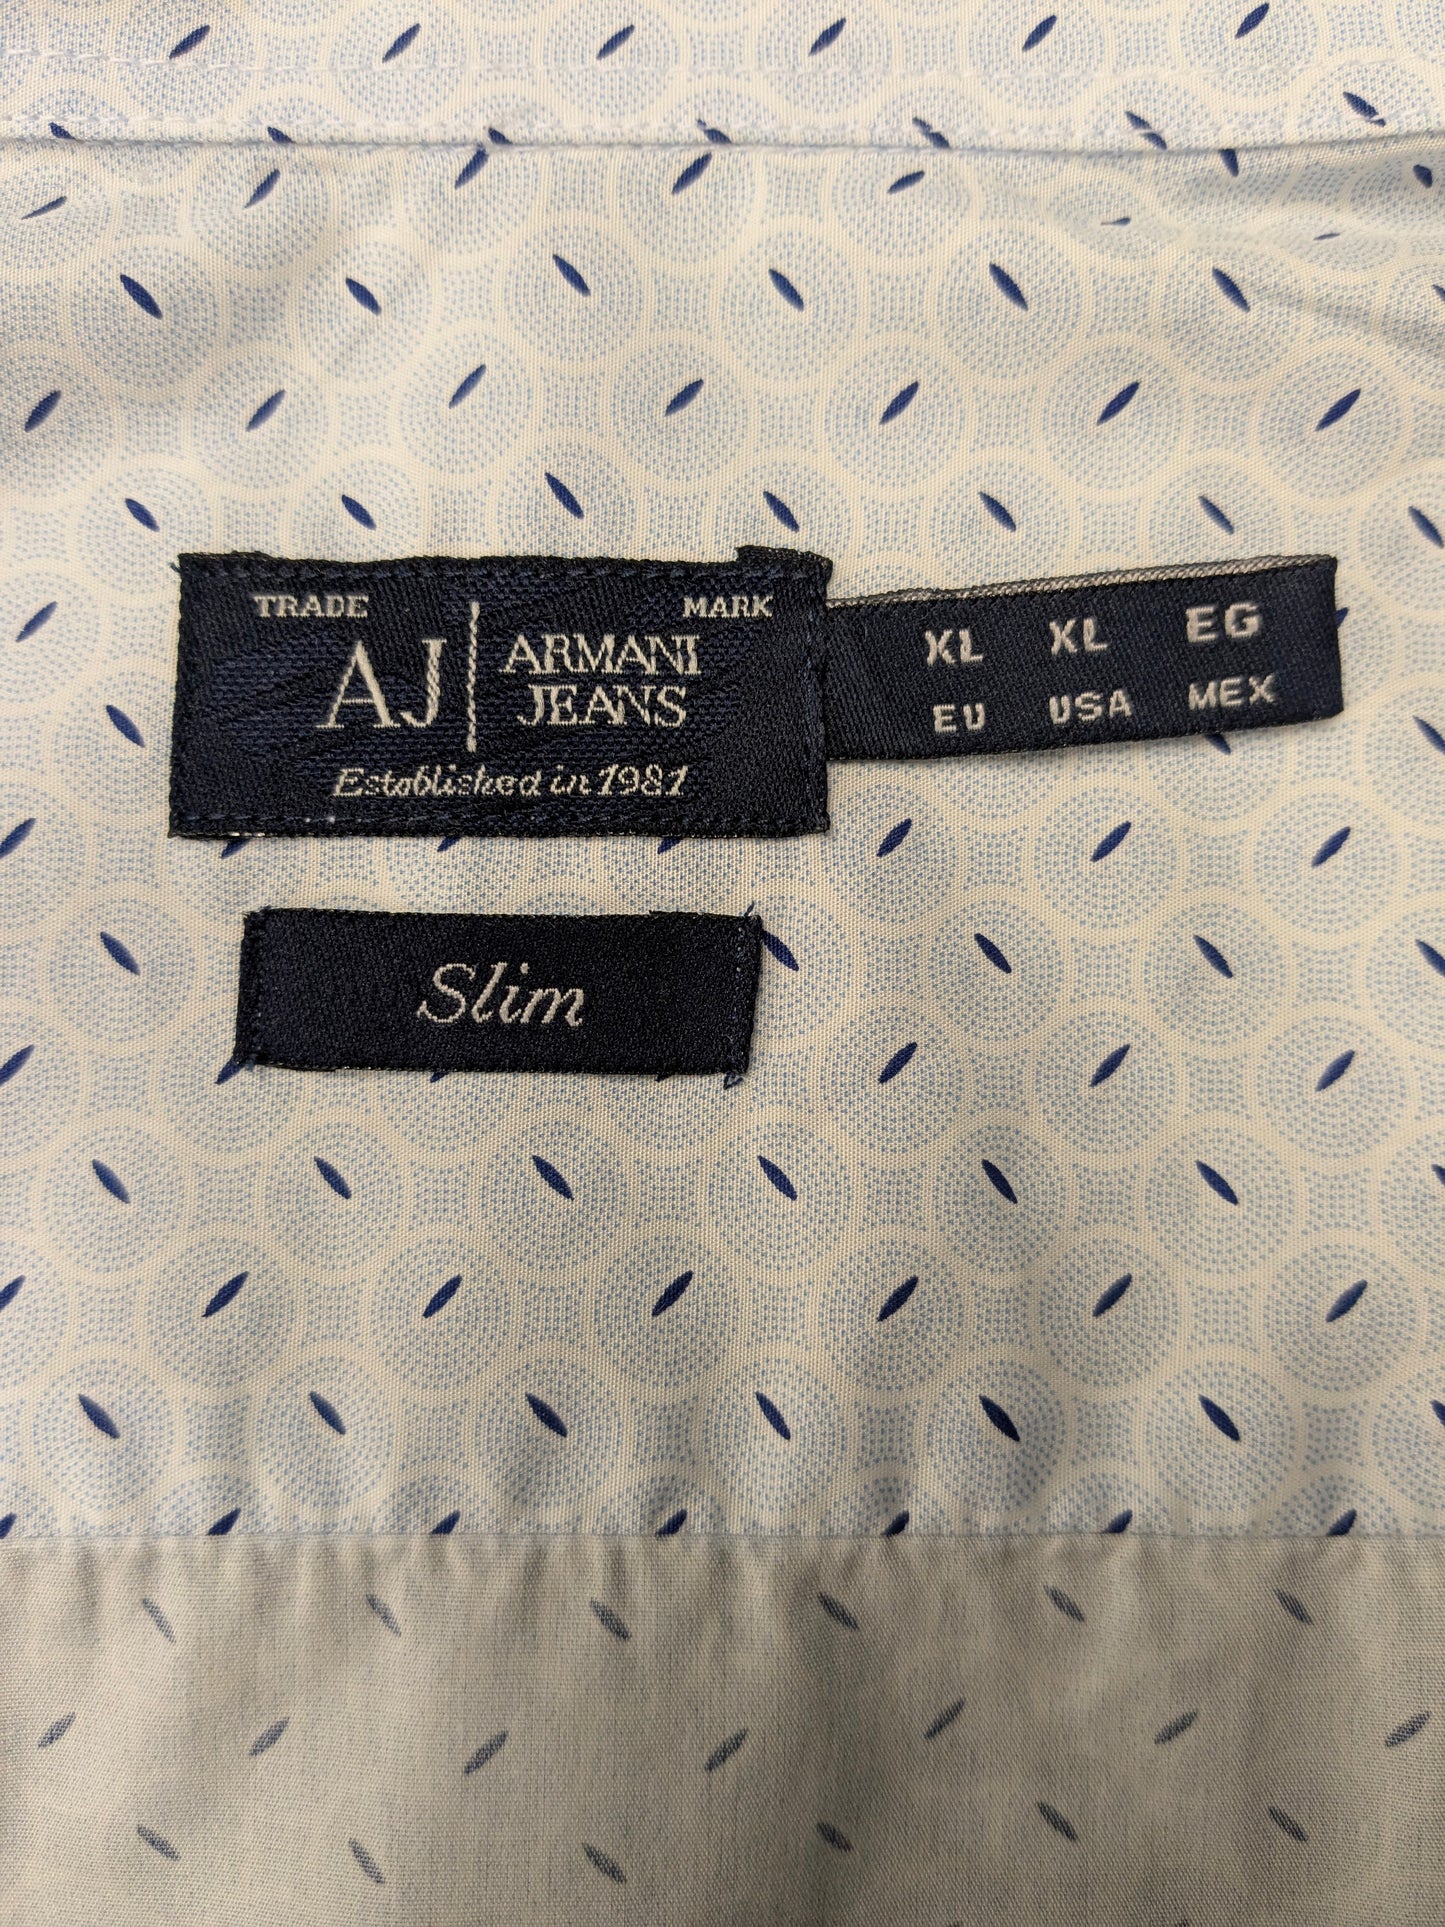 TRADE MARK
AJ ARMANI
JEANS
Established in 1981
XL XL EG
EU USA MEX
Slim